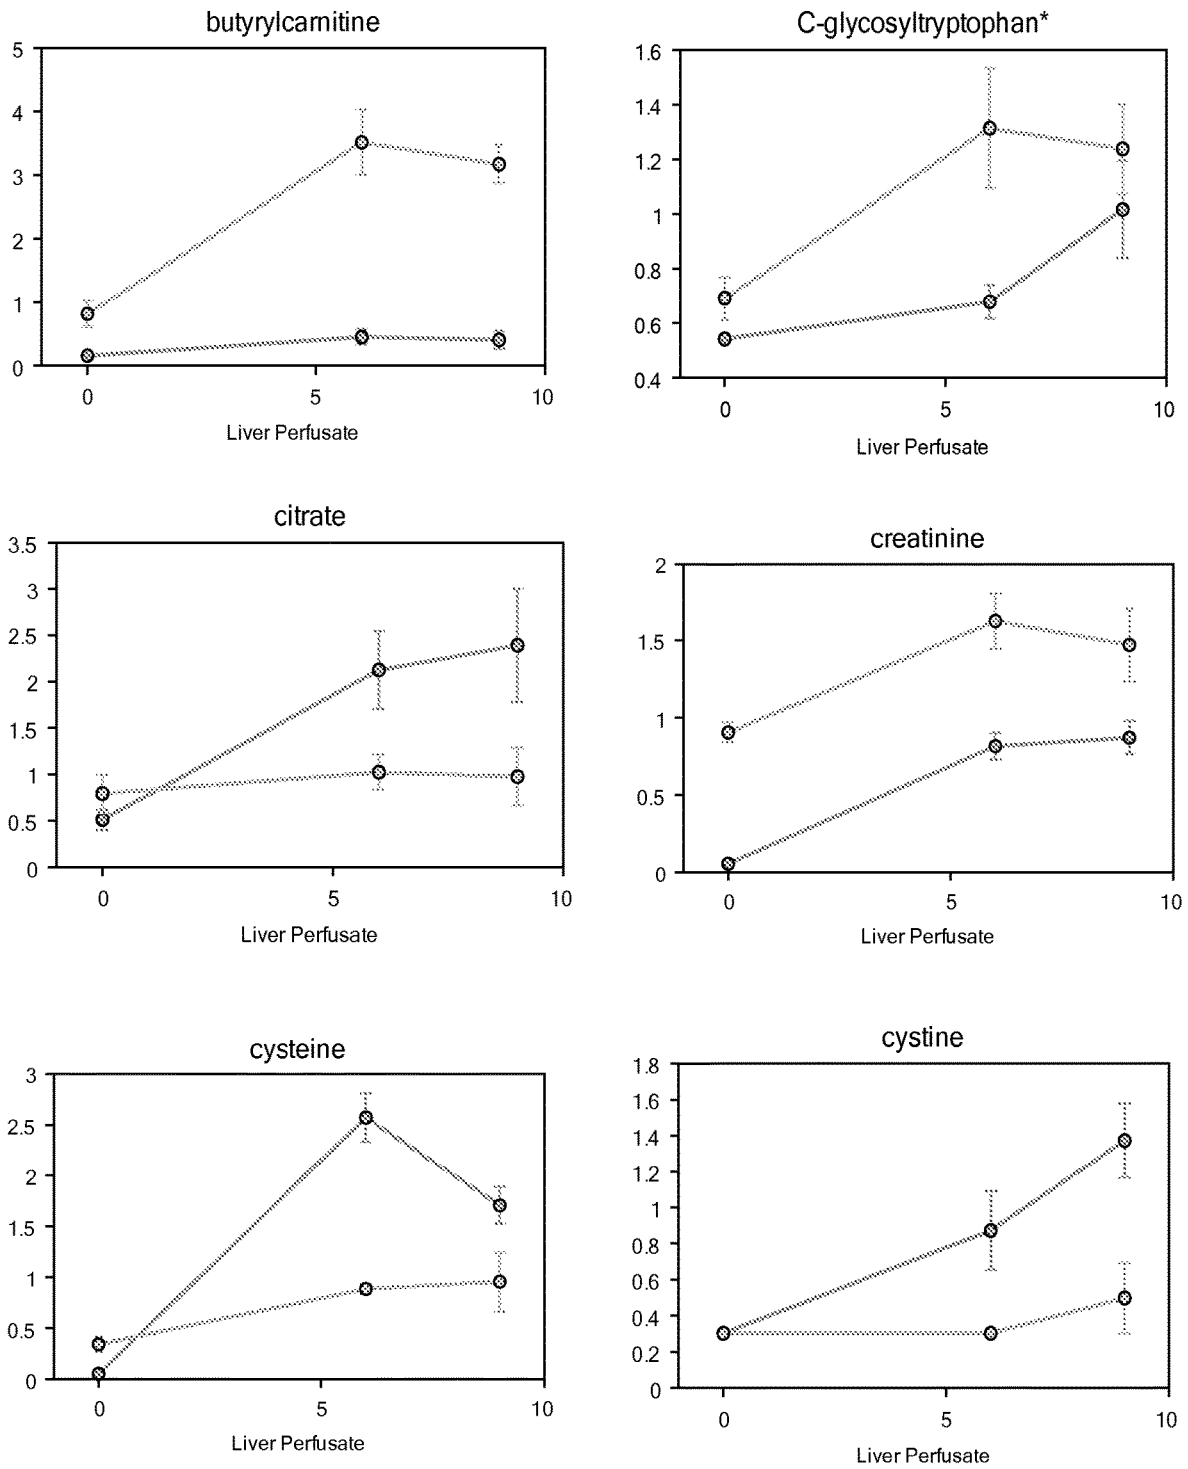 butyrylcarnitine
5
4
3
2
1
0
0 5 10
Liver Perfusate
C-glycosyltryptophan*
1.6
1.4
1.2
1
0.8
0.6
0.4
0 5 10
Liver Perfusate
citrate
3.5
3
2.5
2
1.5
1
0.5
0
0 5 10
Liver Perfusate
creatinine
2
1.5
1
0.5
0
0 5 10
Liver Perfusate
cysteine
3
2.5
2
1.5
1
0.5
0
0 5 10
Liver Perfusate
cystine
1.8
1.6
1.4
1.2
1
0.8
0.6
0.4
0.2
0
0 5 10
Liver Perfusate